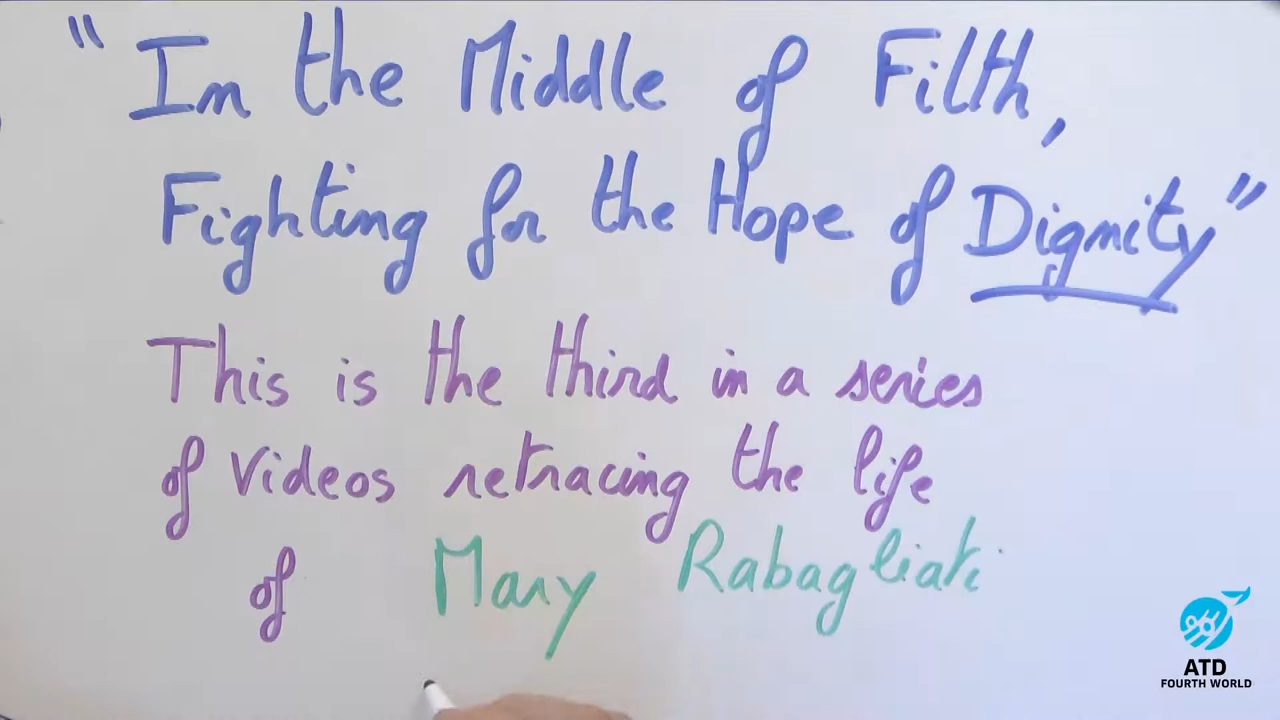 "In the Middle of Filth,
Fighting for the Hope of Dignity"
This is the third in a series
of videos retracing the life
of Mary Rabagliati
ATD
FOURTH WORLD